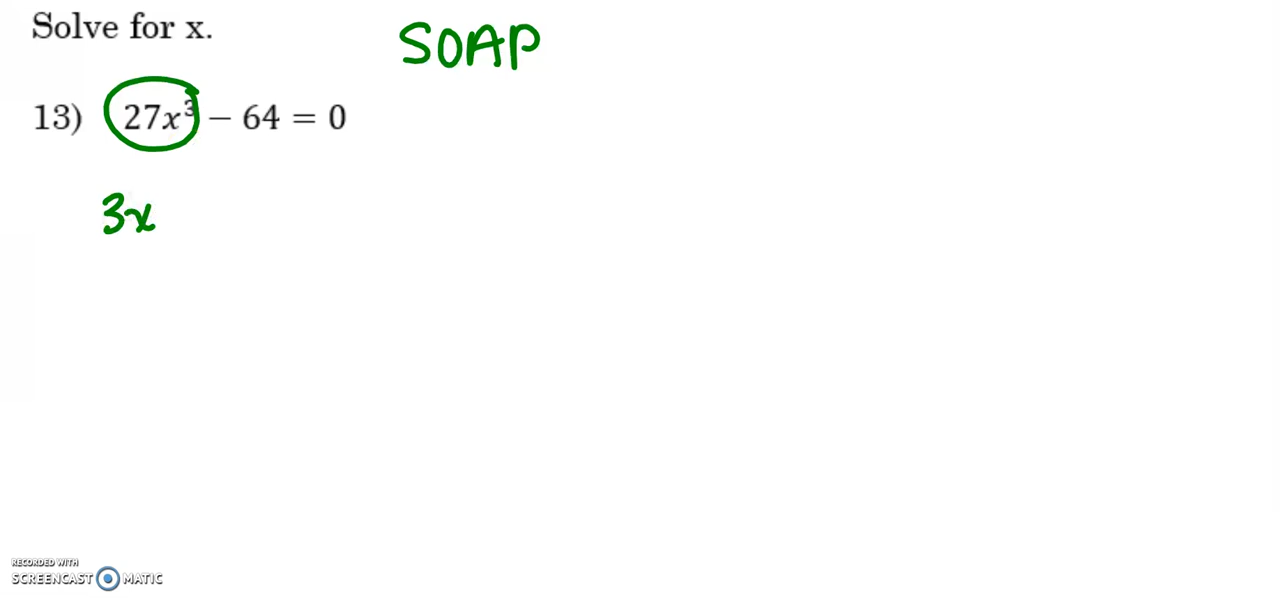 Solve for x.
SOAP
13) 27x³ − 64 = 0
3x
RECORDED WITH
SCREENCAST MATIC